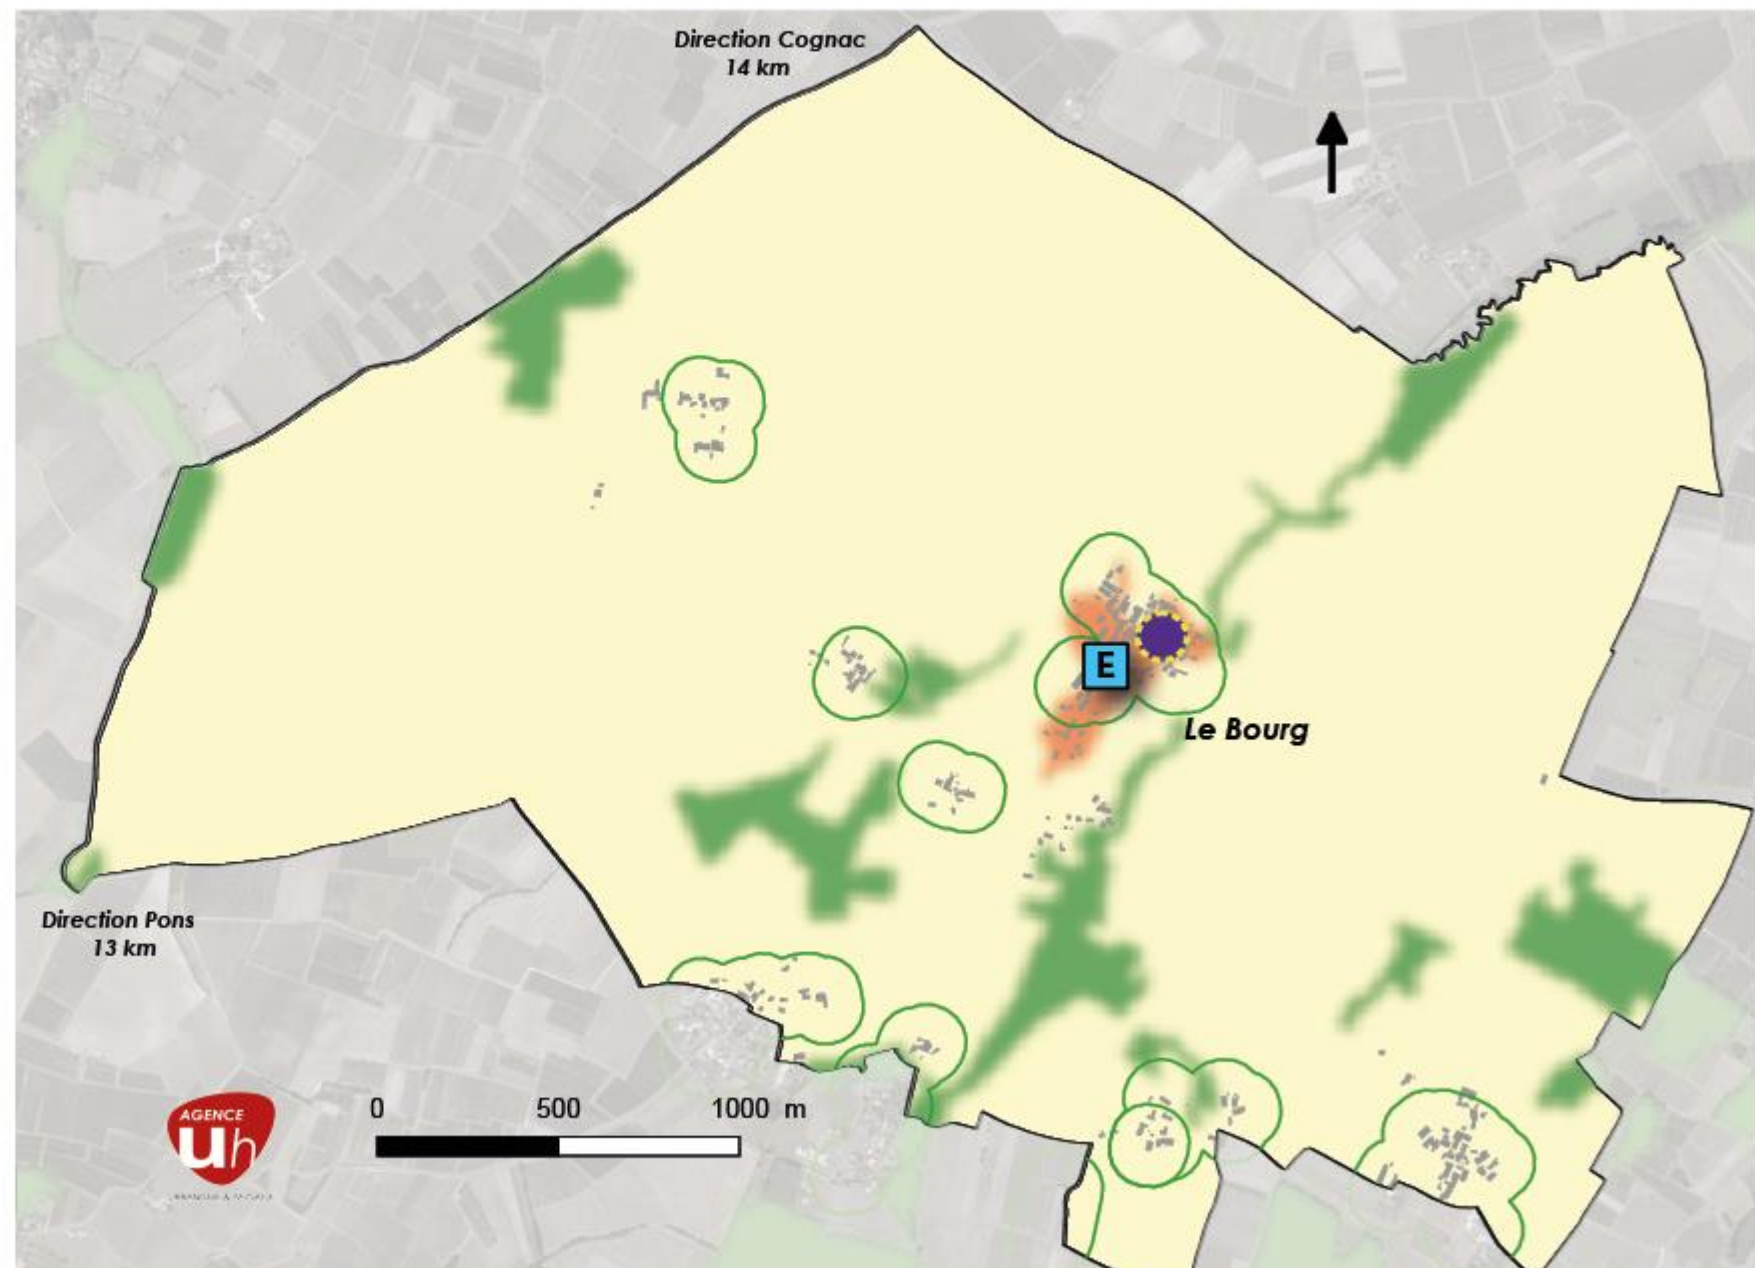 Direction Cognac
14 km
E
Le Bourg
Direction Pons
13 km
AGENCE
uh
0 500 1000 m